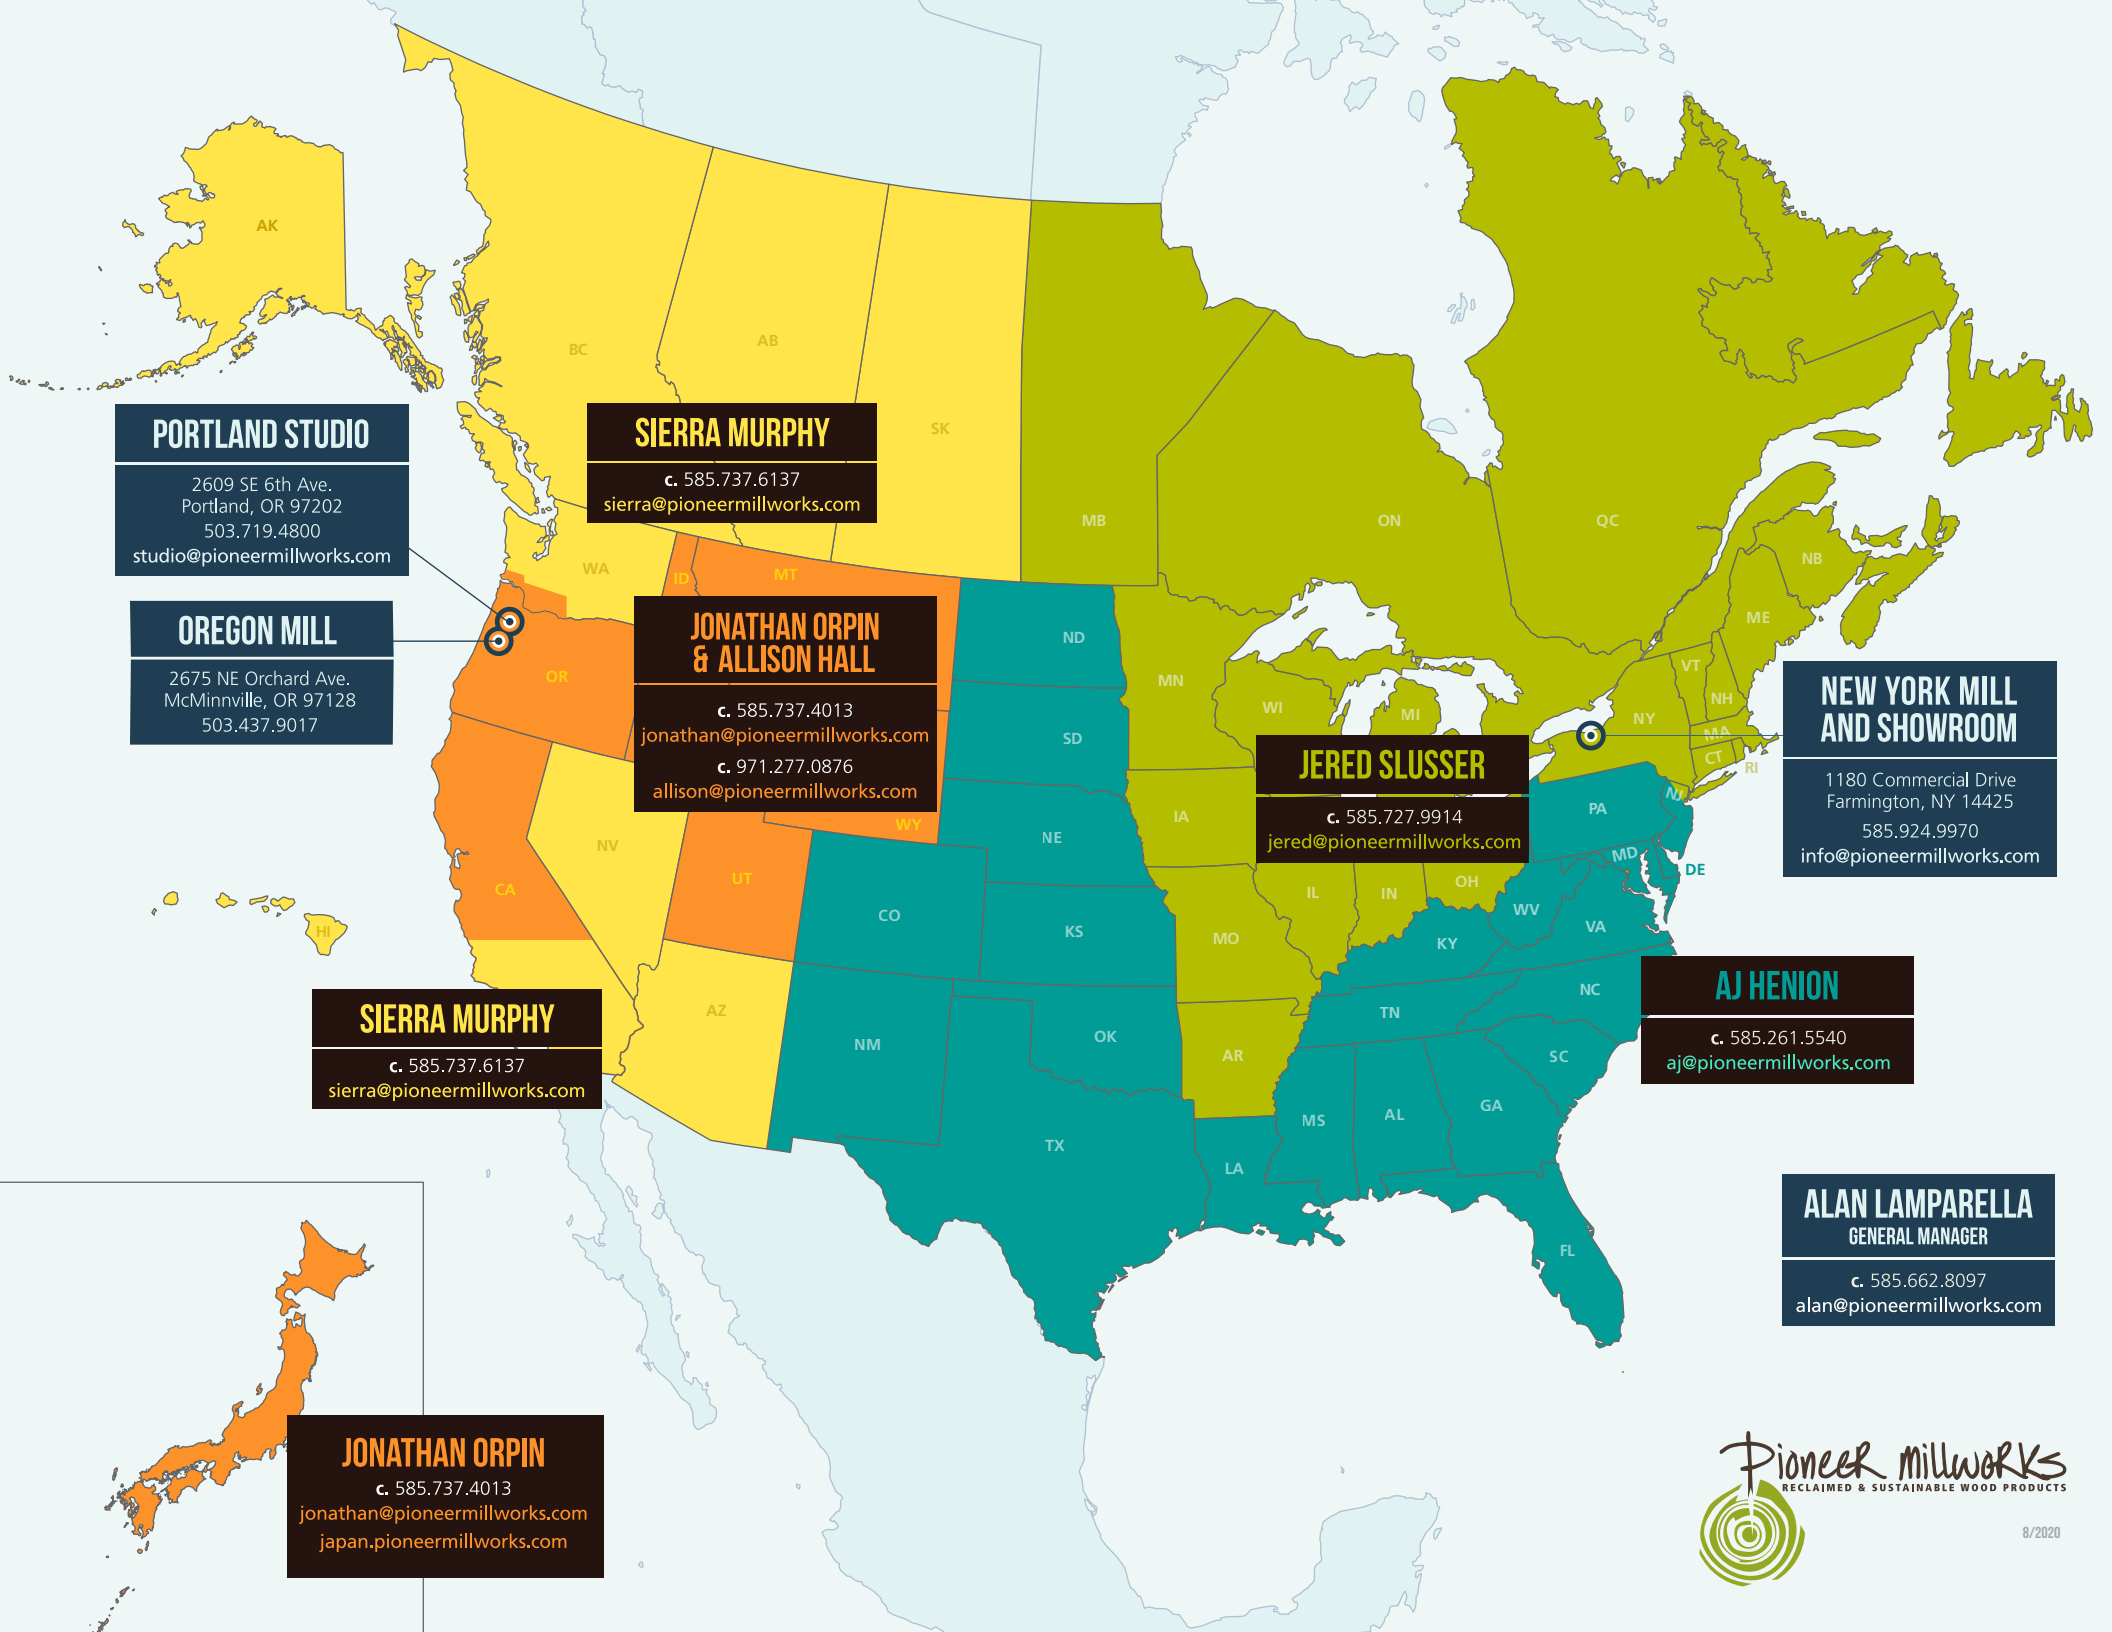 AK
BC
AB
SK
PORTLAND STUDIO
2609 SE 6th Ave.
Portland, OR 97202
503.719.4800
studio@pioneermillworks.com
SIERRA MURPHY
c. 585.737.6137
sierra@pioneermillworks.com
MB
ON
QC
NB
WA
ID
MT
OREGON MILL
2675 NE Orchard Ave.
McMinnville, OR 97128
503.437.9017
OR
JONATHAN ORPIN
& ALLISON HALL
c. 585.737.4013
jonathan@pioneermillworks.com
c. 971.277.0876
allison@pioneermillworks.com
ND
SD
MN
WI
MI
ME
VT
NH
NY
MA
CT
RI
NEW YORK MILL
AND SHOWROOM
1180 Commercial Drive
Farmington, NY 14425
585.924.9970
info@pioneermillworks.com
JERED SLUSSER
c. 585.727.9914
jered@pioneermillworks.com
PA
NJ
MD
DE
IA
NE
WY
NV
UT
CA
CO
KS
MO
IL
IN
OH
WV
VA
KY
HI
SIERRA MURPHY
c. 585.737.6137
sierra@pioneermillworks.com
AZ
NM
OK
AR
TN
NC
SC
AJ HENION
c. 585.261.5540
aj@pioneermillworks.com
TX
LA
MS
AL
GA
FL
ALAN LAMPARELLA
GENERAL MANAGER
c. 585.662.8097
alan@pioneermillworks.com
JONATHAN ORPIN
c. 585.737.4013
jonathan@pioneermillworks.com
japan.pioneermillworks.com
Pioneer Millworks
RECLAIMED & SUSTAINABLE WOOD PRODUCTS
8/2020